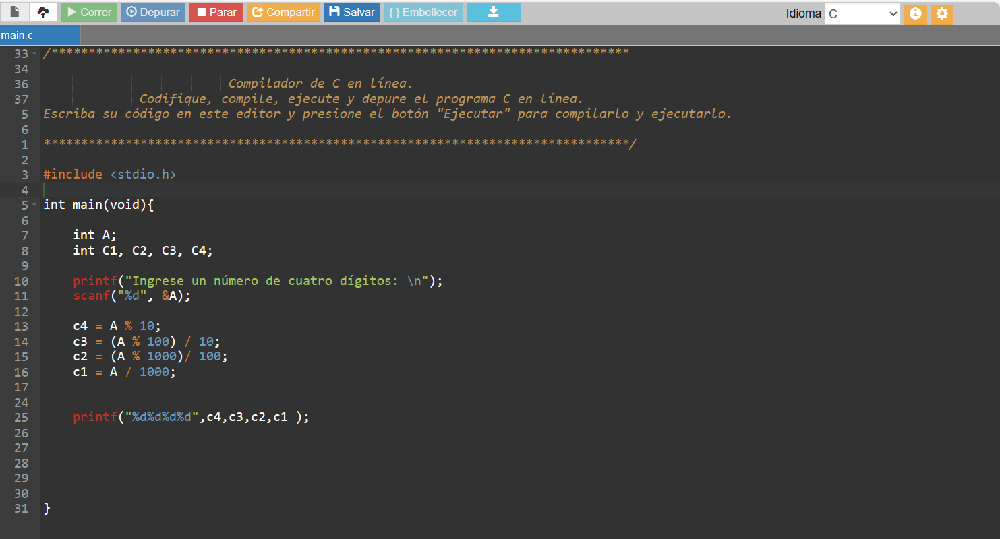 Correr Depurar Parar Compartir Salvar { } Embellecer Idioma C
main.c
33 /******************************************************************************
34
36 Compilador de C en línea.
37 Codifique, compile, ejecute y depure el programa C en línea.
5 Escriba su código en este editor y presione el botón "Ejecutar" para compilarlo y ejecutarlo.
6
1 *******************************************************************************/
2
3 #include <stdio.h>
4
5 int main(void){
6
7 int A;
8 int C1, C2, C3, C4;
9
10 printf("Ingrese un número de cuatro dígitos: \n");
11 scanf("%d", &A);
12
13 c4 = A % 10;
14 c3 = (A % 100) / 10;
15 c2 = (A % 1000)/ 100;
16 c1 = A / 1000;
17
24
25 printf("%d%d%d%d",c4,c3,c2,c1 );
26
27
28
29
30
31 }